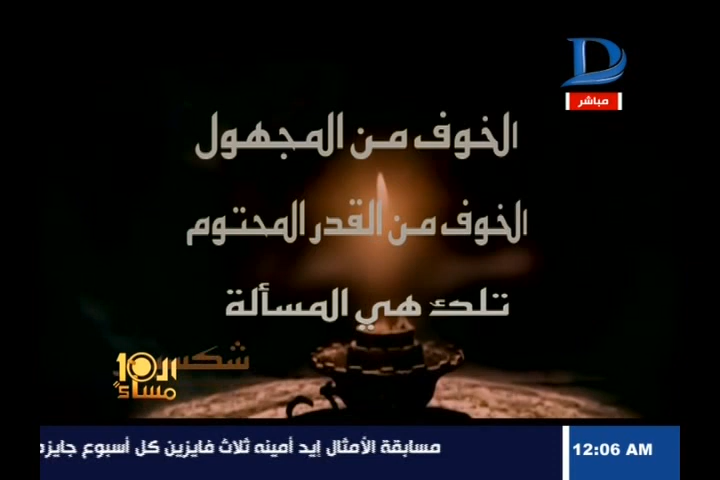 مباشر
الخوف من المجهول
الخوف من القدر المحتوم
تلك هي المسألة
الـ10
مساءً
مسابقة الأمثال إيد أمينه ثلاث فايزين كل أسبوع
12:06 AM